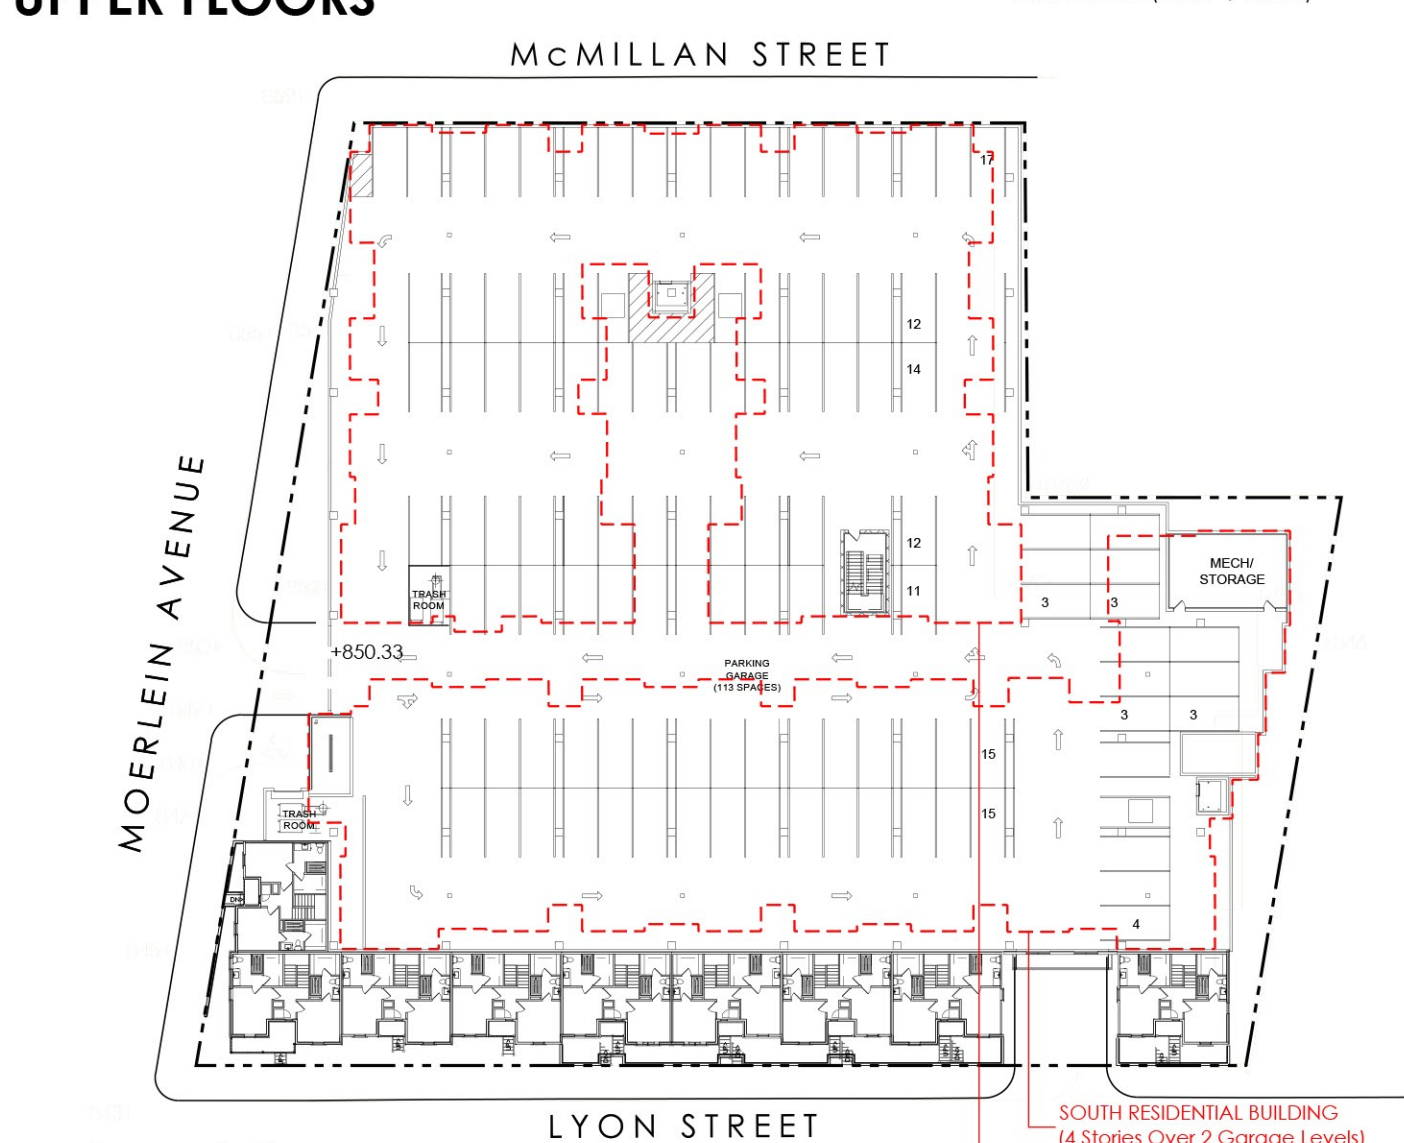 UPPER FLOORS
McMILLAN STREET
17
12
14
12
11
TRASH
ROOM
MECH/
STORAGE
3
3
+850.33
PARKING
GARAGE
(113 SPACES)
3
3
MOERLEIN AVENUE
15
15
TRASH
ROOM
DN
4
LYON STREET
SOUTH RESIDENTIAL BUILDING
(4 Stories Over 2 Garage Levels)